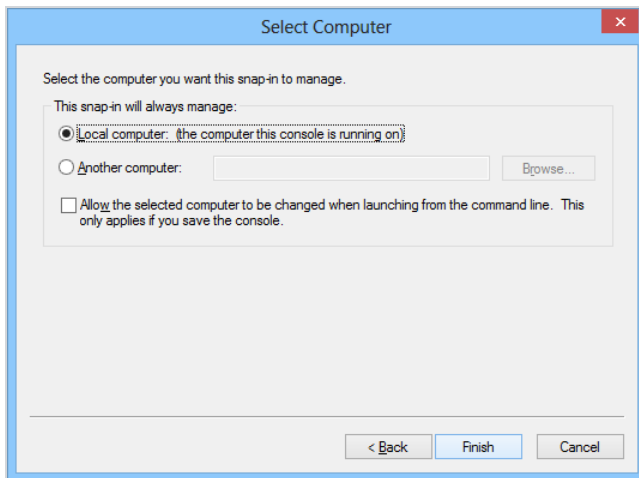 Select Computer
Select the computer you want this snap-in to manage.
This snap-in will always manage:
Local computer: (the computer this console is running on)
Another computer:
Browse...
Allow the selected computer to be changed when launching from the command line. This
only applies if you save the console.
< Back
Finish
Cancel